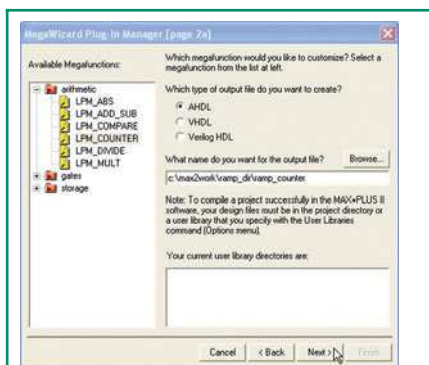 MegaWizard Plug-In Manager [page 2a]
Available Megafunctions:
arithmetic
LPM_ABS
LPM_ADD_SUB
LPM_COMPARE
LPM_COUNTER
LPM_DIVIDE
LPM_MULT
gates
storage
Which megafunction would you like to customize? Select a
megafunction from the list at left.
Which type of output file do you want to create?
AHDL
VHDL
Verilog HDL
What name do you want for the output file?
Browse...
c:\max2work\ramp_dir\ramp_counter
Note: To compile a project successfully in the MAX+PLUS II
software, your design files must be in the project directory or
a user library that you specify with the User Libraries
command (Options menu).
Your current user library directories are:
Cancel
< Back
Next >
Finish